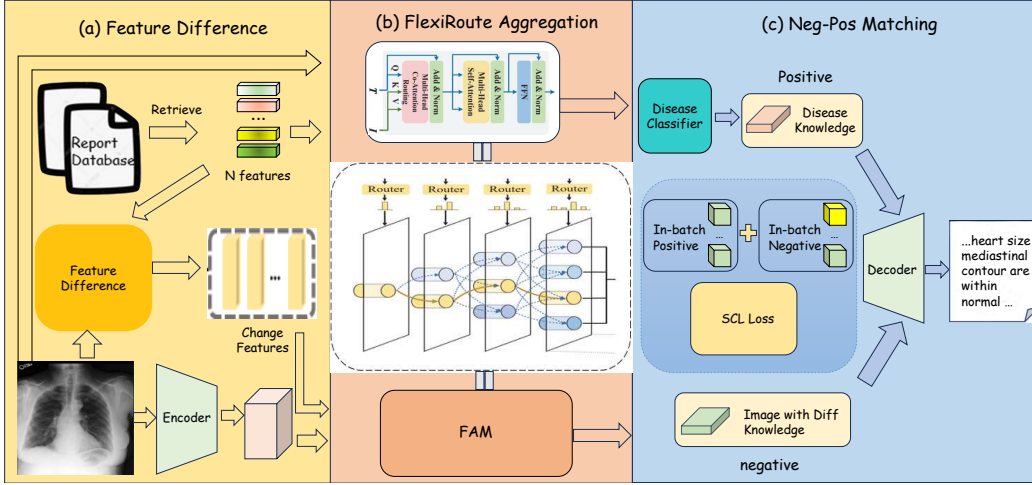 (a) Feature Difference
Report
Database
Retrieve
...
N features
Feature
Difference
...
Change
Features
Encoder
(b) FlexiRoute Aggregation
Q
K
V
T
I
Multi-Head
Co-Attention
Routing
Add & Norm
Multi-Head
Self-Attention
Add & Norm
FFN
Add & Norm
Router
Router
Router
Router
FAM
(c) Neg-Pos Matching
Disease
Classifier
Positive
Disease
Knowledge
In-batch
Positive
...
+
In-batch
Negative
...
SCL Loss
Decoder
...heart size
mediastinal
contour are
within
normal ...
Image with Diff
Knowledge
negative